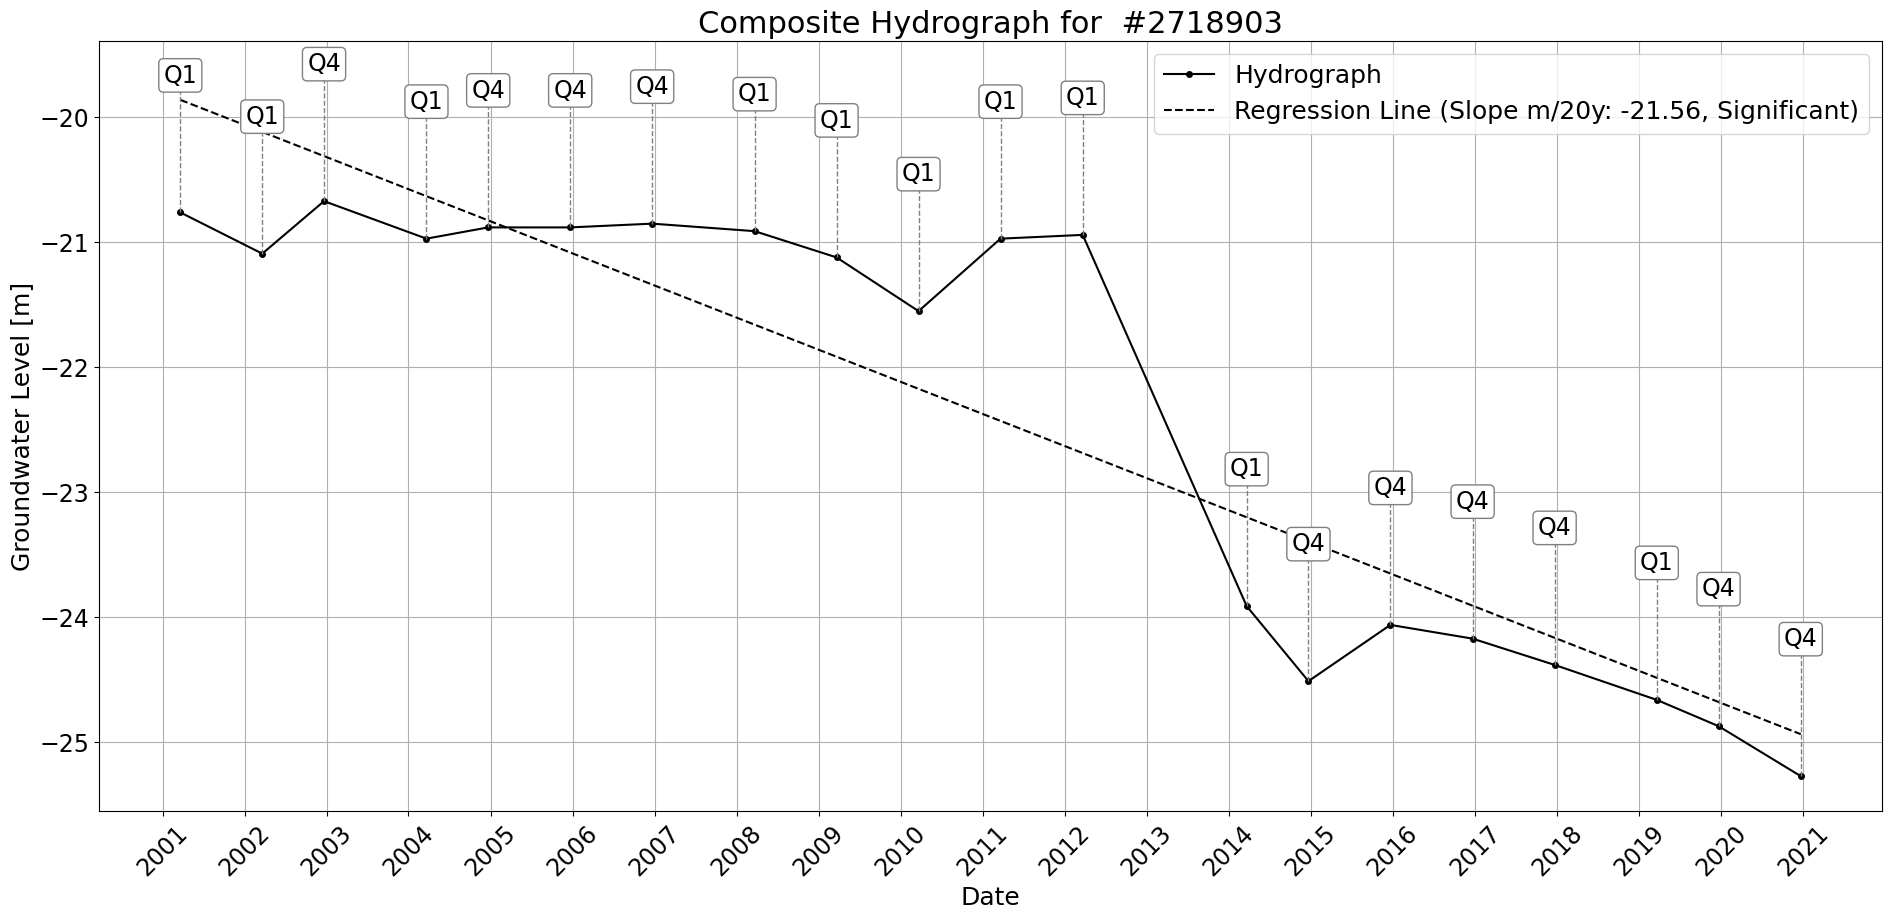 Composite Hydrograph for  #2718903
Hydrograph
Regression Line (Slope m/20y: -21.56, Significant)
Q1
Q1
Q4
Q1
Q4
Q4
Q4
Q1
Q1
Q1
Q1
Q1
Q1
Q4
Q4
Q4
Q4
Q1
Q4
Q4
Groundwater Level [m]
−20
−21
−22
−23
−24
−25
2001
2002
2003
2004
2005
2006
2007
2008
2009
2010
2011
2012
2013
2014
2015
2016
2017
2018
2019
2020
2021
Date